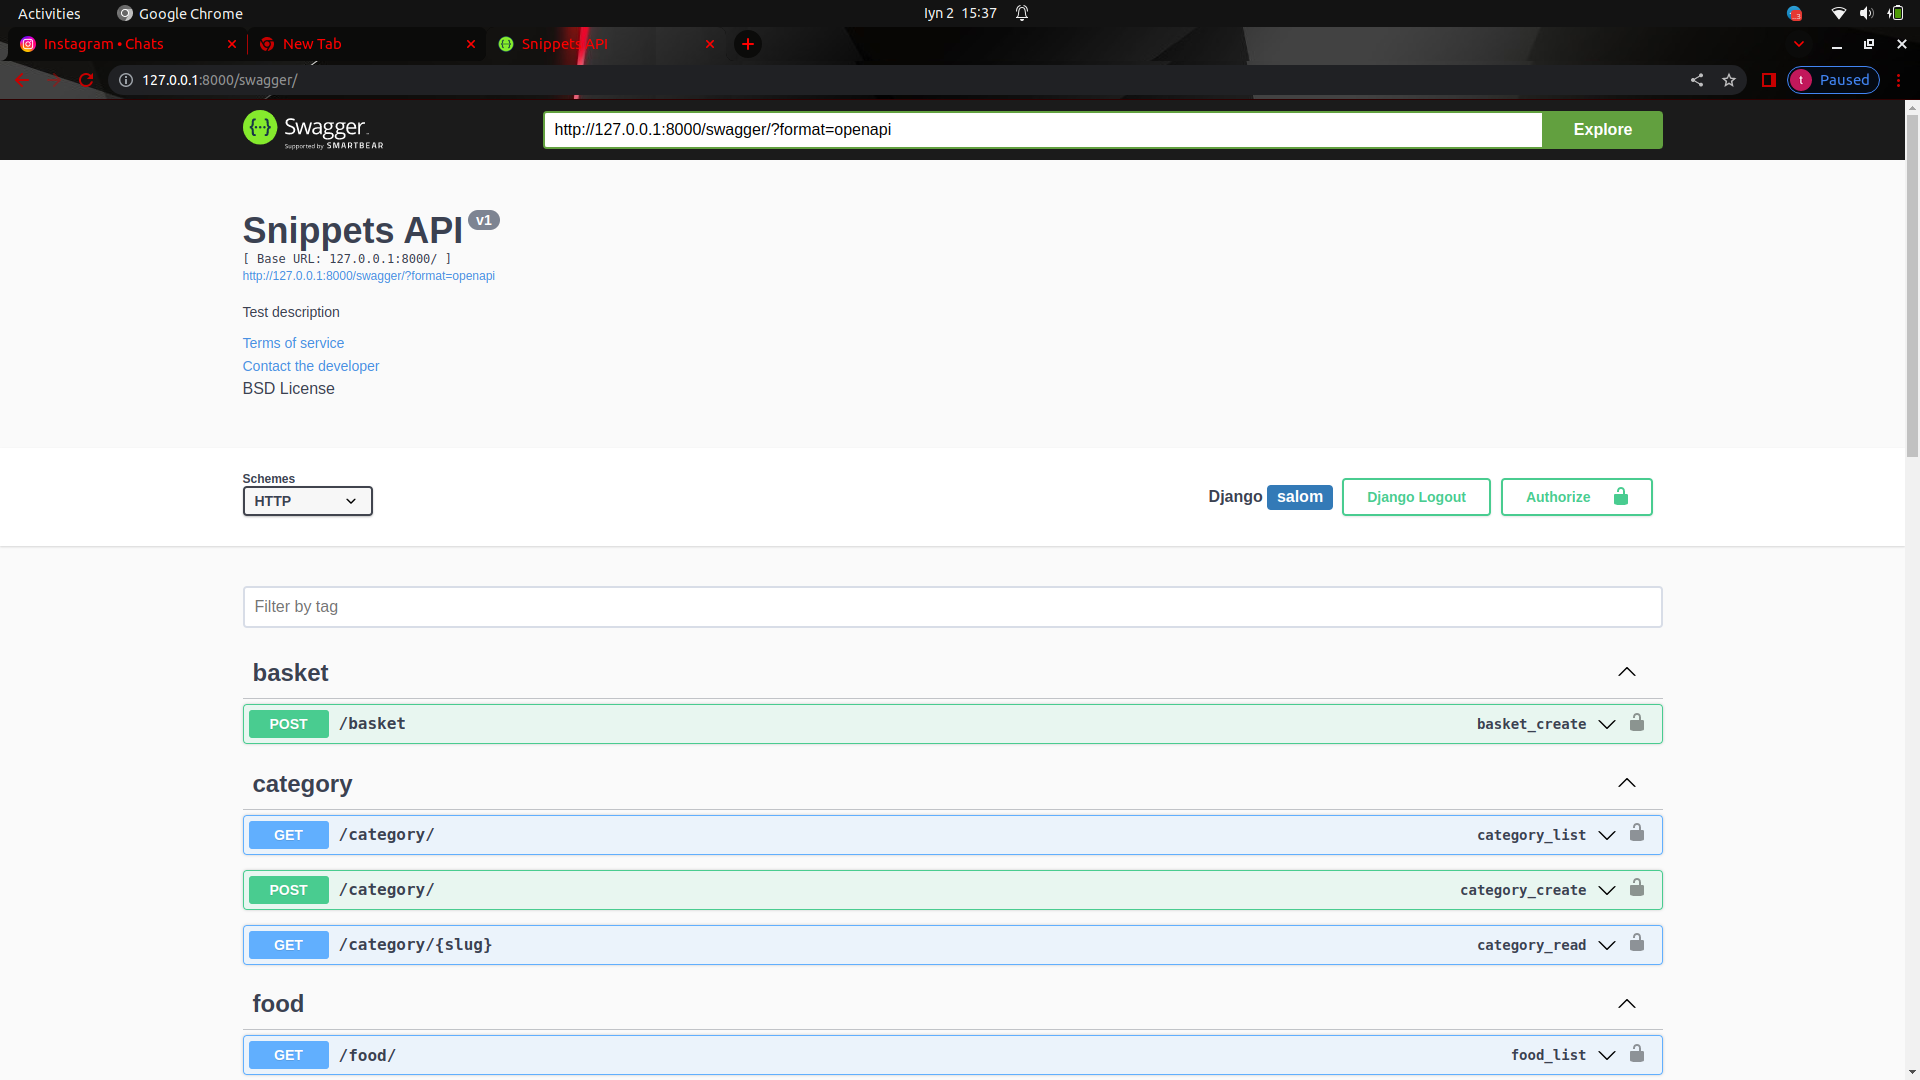 Activities
Google Chrome
Iyn 2 15:37
3
Instagram • Chats
New Tab
Snippets API
127.0.0.1:8000/swagger/
t
Paused
{···}
Swagger
Supported by SMARTBEAR
http://127.0.0.1:8000/swagger/?format=openapi
Explore
Snippets API v1
[ Base URL: 127.0.0.1:8000/ ]
http://127.0.0.1:8000/swagger/?format=openapi
Test description
Terms of service
Contact the developer
BSD License
Schemes
HTTP
Django salom
Django Logout
Authorize
Filter by tag
basket
POST /basket basket_create
category
GET /category/ category_list
POST /category/ category_create
GET /category/{slug} category_read
food
GET /food/ food_list